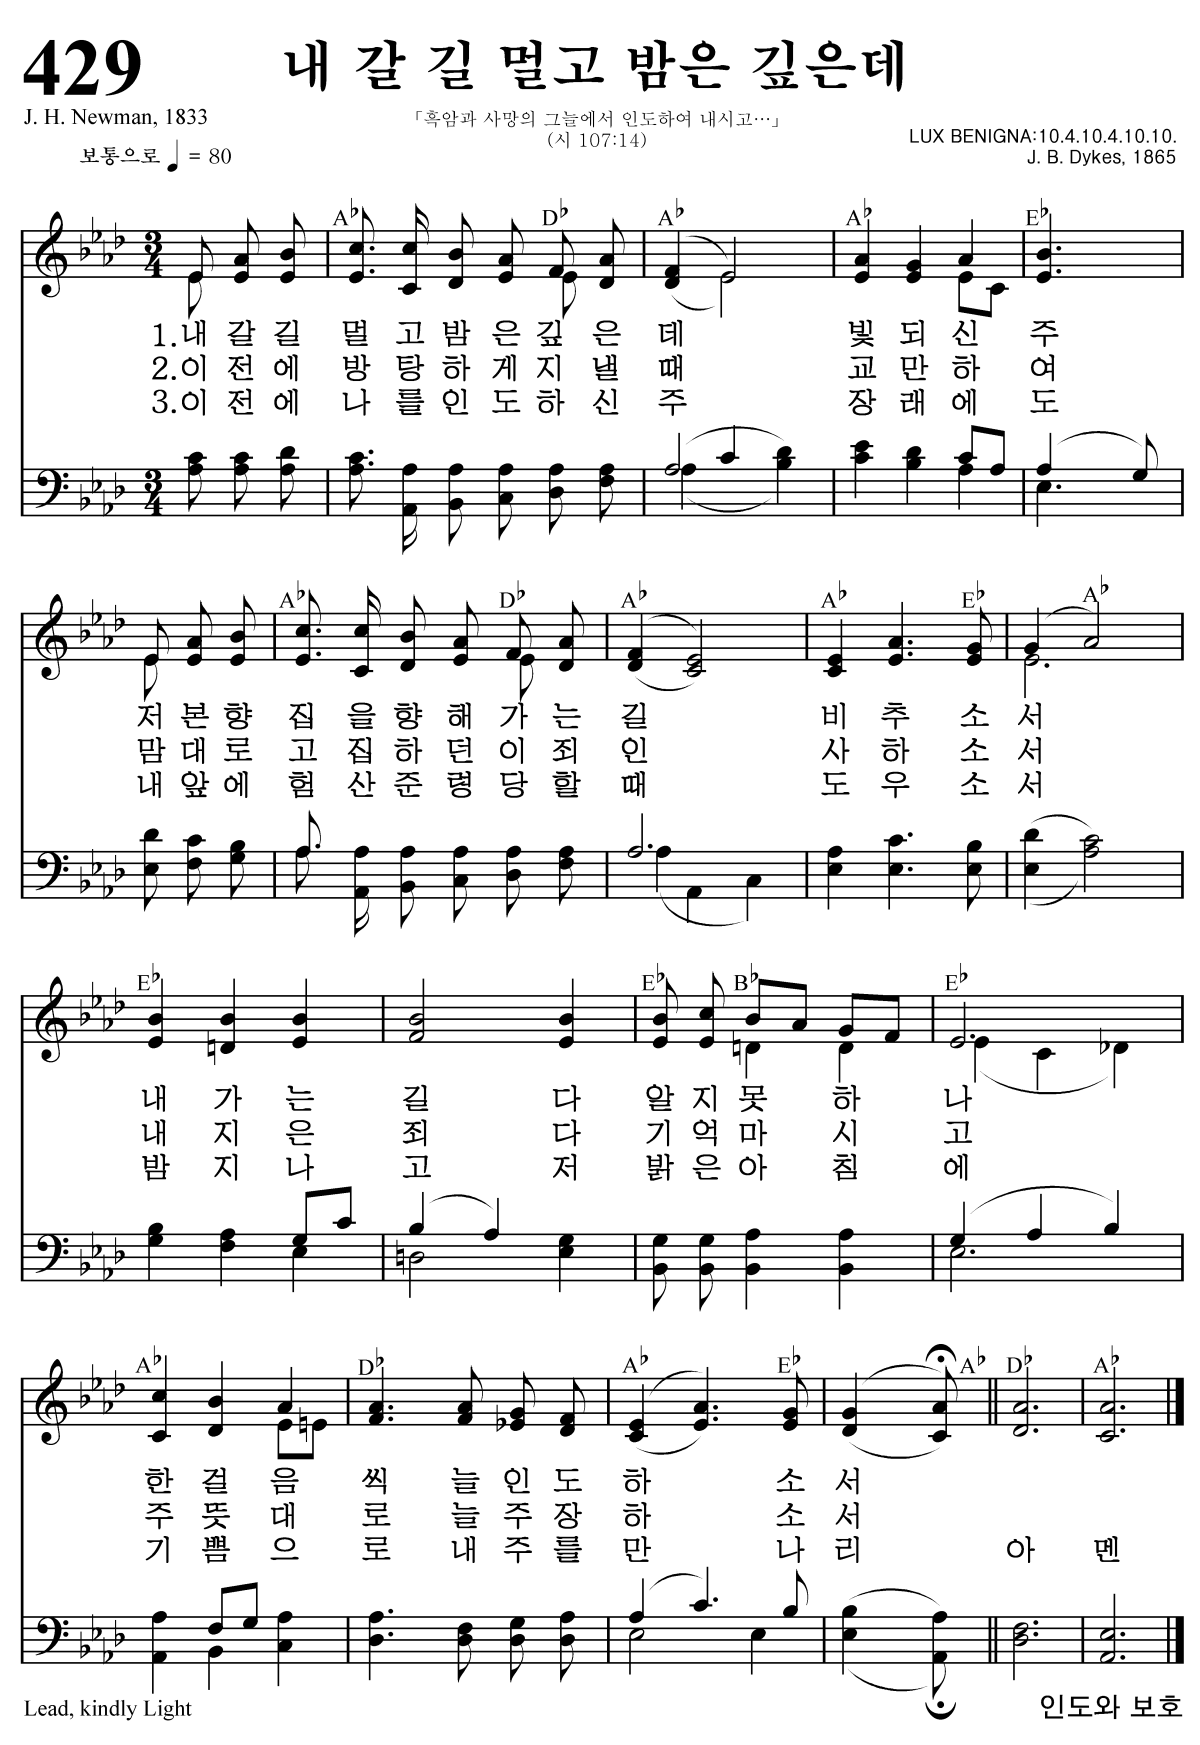 429
내 갈 길 멀고 밤은 깊은데
J. H. Newman, 1833
「흑암과 사망의 그늘에서 인도하여 내시고…」
(시 107:14)
보통으로 ♩ = 80
LUX BENIGNA:10.4.10.4.10.10.
J. B. Dykes, 1865
A♭ D♭ A♭ A♭ E♭
3 4
1.내 갈 길 멀 고 밤 은 깊 은 데 빛 되 신 주
2.이 전 에 방 탕 하 게 지 낼 때 교 만 하 여
3.이 전 에 나 를 인 도 하 신 주 장 래 에 도
3 4
A♭ D♭ A♭ A♭ E♭ A♭
저 본 향 집 을 향 해 가 는 길 비 추 소 서
맘 대 로 고 집 하 던 이 죄 인 사 하 소 서
내 앞 에 험 산 준 령 당 할 때 도 우 소 서
E♭ E♭ B♭ E♭
내 가 는 길 다 알 지 못 하 나
내 지 은 죄 다 기 억 마 시 고
밤 지 나 고 저 밝 은 아 침 에
A♭ D♭ A♭ E♭ A♭ D♭ A♭
한 걸 음 씩 늘 인 도 하 소 서
주 뜻 대 로 늘 주 장 하 소 서
기 쁨 으 로 내 주 를 만 나 리 아 멘
Lead, kindly Light
인도와 보호